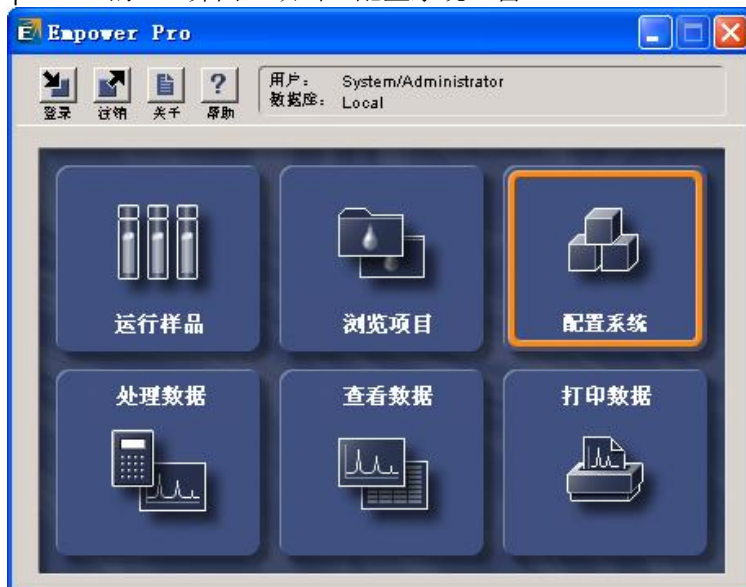 Empower Pro
登录 注销 关于 帮助
用户： System/Administrator
数据库： Local
运行样品 浏览项目 配置系统
处理数据 查看数据 打印数据